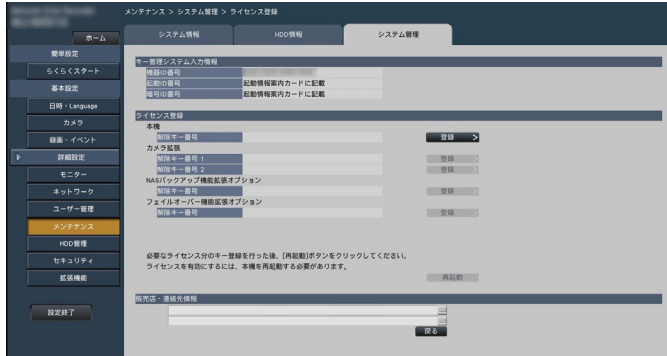 メンテナンス > システム管理 > ライセンス登録
ホーム
システム情報 HDD情報 システム管理
簡単設定
らくらくスタート
基本設定
日時・Language
カメラ
録画・イベント
詳細設定
モニター
ネットワーク
ユーザー管理
メンテナンス
HDD管理
セキュリティ
拡張機能
設定終了
キー管理システム入力情報
機器ID番号
起動ID番号 起動情報案内カードに記載
暗号ID番号 起動情報案内カードに記載
ライセンス登録
本機
解除キー番号 登録 >
カメラ拡張
解除キー番号 1 登録 >
解除キー番号 2 登録 >
NASバックアップ機能拡張オプション
解除キー番号 登録 >
フェイルオーバー機能拡張オプション
解除キー番号 登録 >
必要なライセンス分のキー登録を行った後、[再起動]ボタンをクリックしてください。
ライセンスを有効にするには、本機を再起動する必要があります。
再起動
販売店・連絡先情報
...
...
戻る